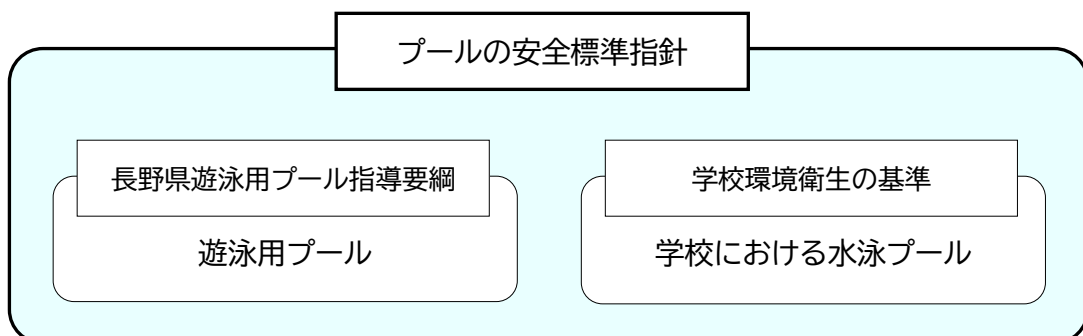 プールの安全標準指針
長野県遊泳用プール指導要綱
遊泳用プール
学校環境衛生の基準
学校における水泳プール